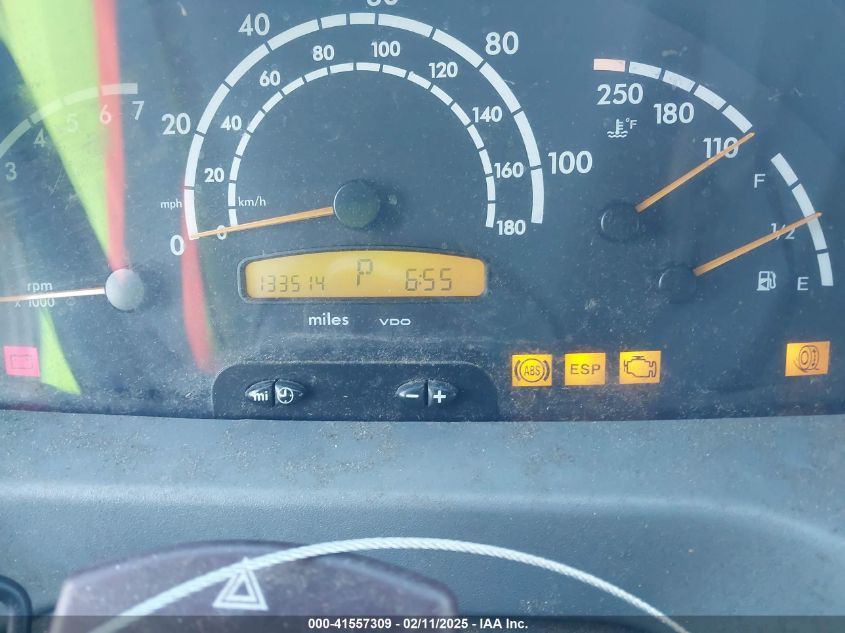 40 80
80 100
60 120
20 40 140
3 4 5 6 7
20 160
mph km/h 100
0 0 180
250
°F 180
110
F
1/2
E
rpm
x 1000
133514 P 6:55
miles VDO
ABS ESP
mi - +
000-41557309 - 02/11/2025 - IAA Inc.